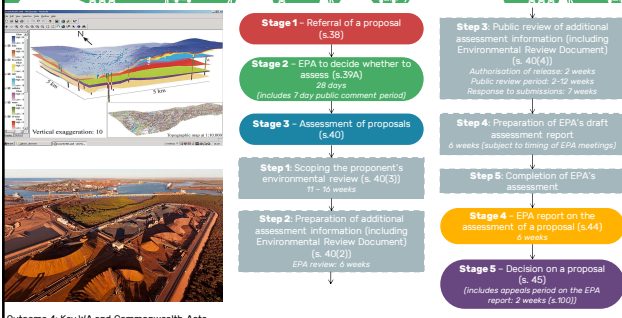 N
5 km
5 km
Vertical exaggeration: 10
Topographic map at 1:10.000
Stage 1 – Referral of a proposal
(s.38)
Stage 2 – EPA to decide whether to
assess (s.39A)
28 days
(includes 7 day public comment period)
Stage 3 – Assessment of proposals
(s.40)
Step 1: Scoping the proponent's
environmental review (s. 40(3))
11 – 16 weeks
Step 2: Preparation of additional
assessment information (including
Environmental Review Document)
(s. 40(2))
EPA review: 6 weeks
Step 3: Public review of additional
assessment information (including
Environmental Review Document)
(s. 40(4))
Authorisation of release: 2 weeks
Public review period: 2-12 weeks
Response to submissions: 7 weeks
Step 4: Preparation of EPA's draft
assessment report
6 weeks (subject to timing of EPA meetings)
Step 5: Completion of EPA's
assessment
Stage 4 – EPA report on the
assessment of a proposal (s.44)
6 weeks
Stage 5 – Decision on a proposal
(s. 45)
(includes appeals period on the EPA
report: 2 weeks (s.100))